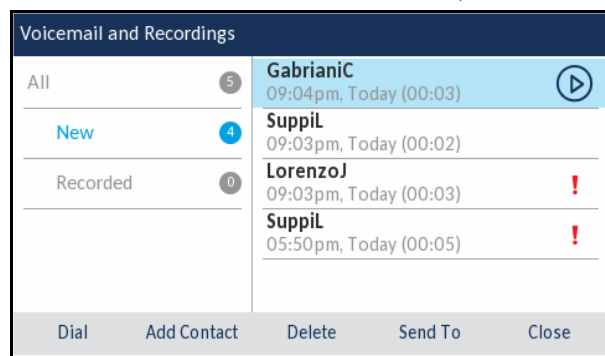 Voicemail and Recordings
All 5
New 4
Recorded 0
GabrianiC
09:04pm, Today (00:03)
SuppiL
09:03pm, Today (00:02)
LorenzoJ
09:03pm, Today (00:03)
!
SuppiL
05:50pm, Today (00:05)
!
Dial Add Contact Delete Send To Close